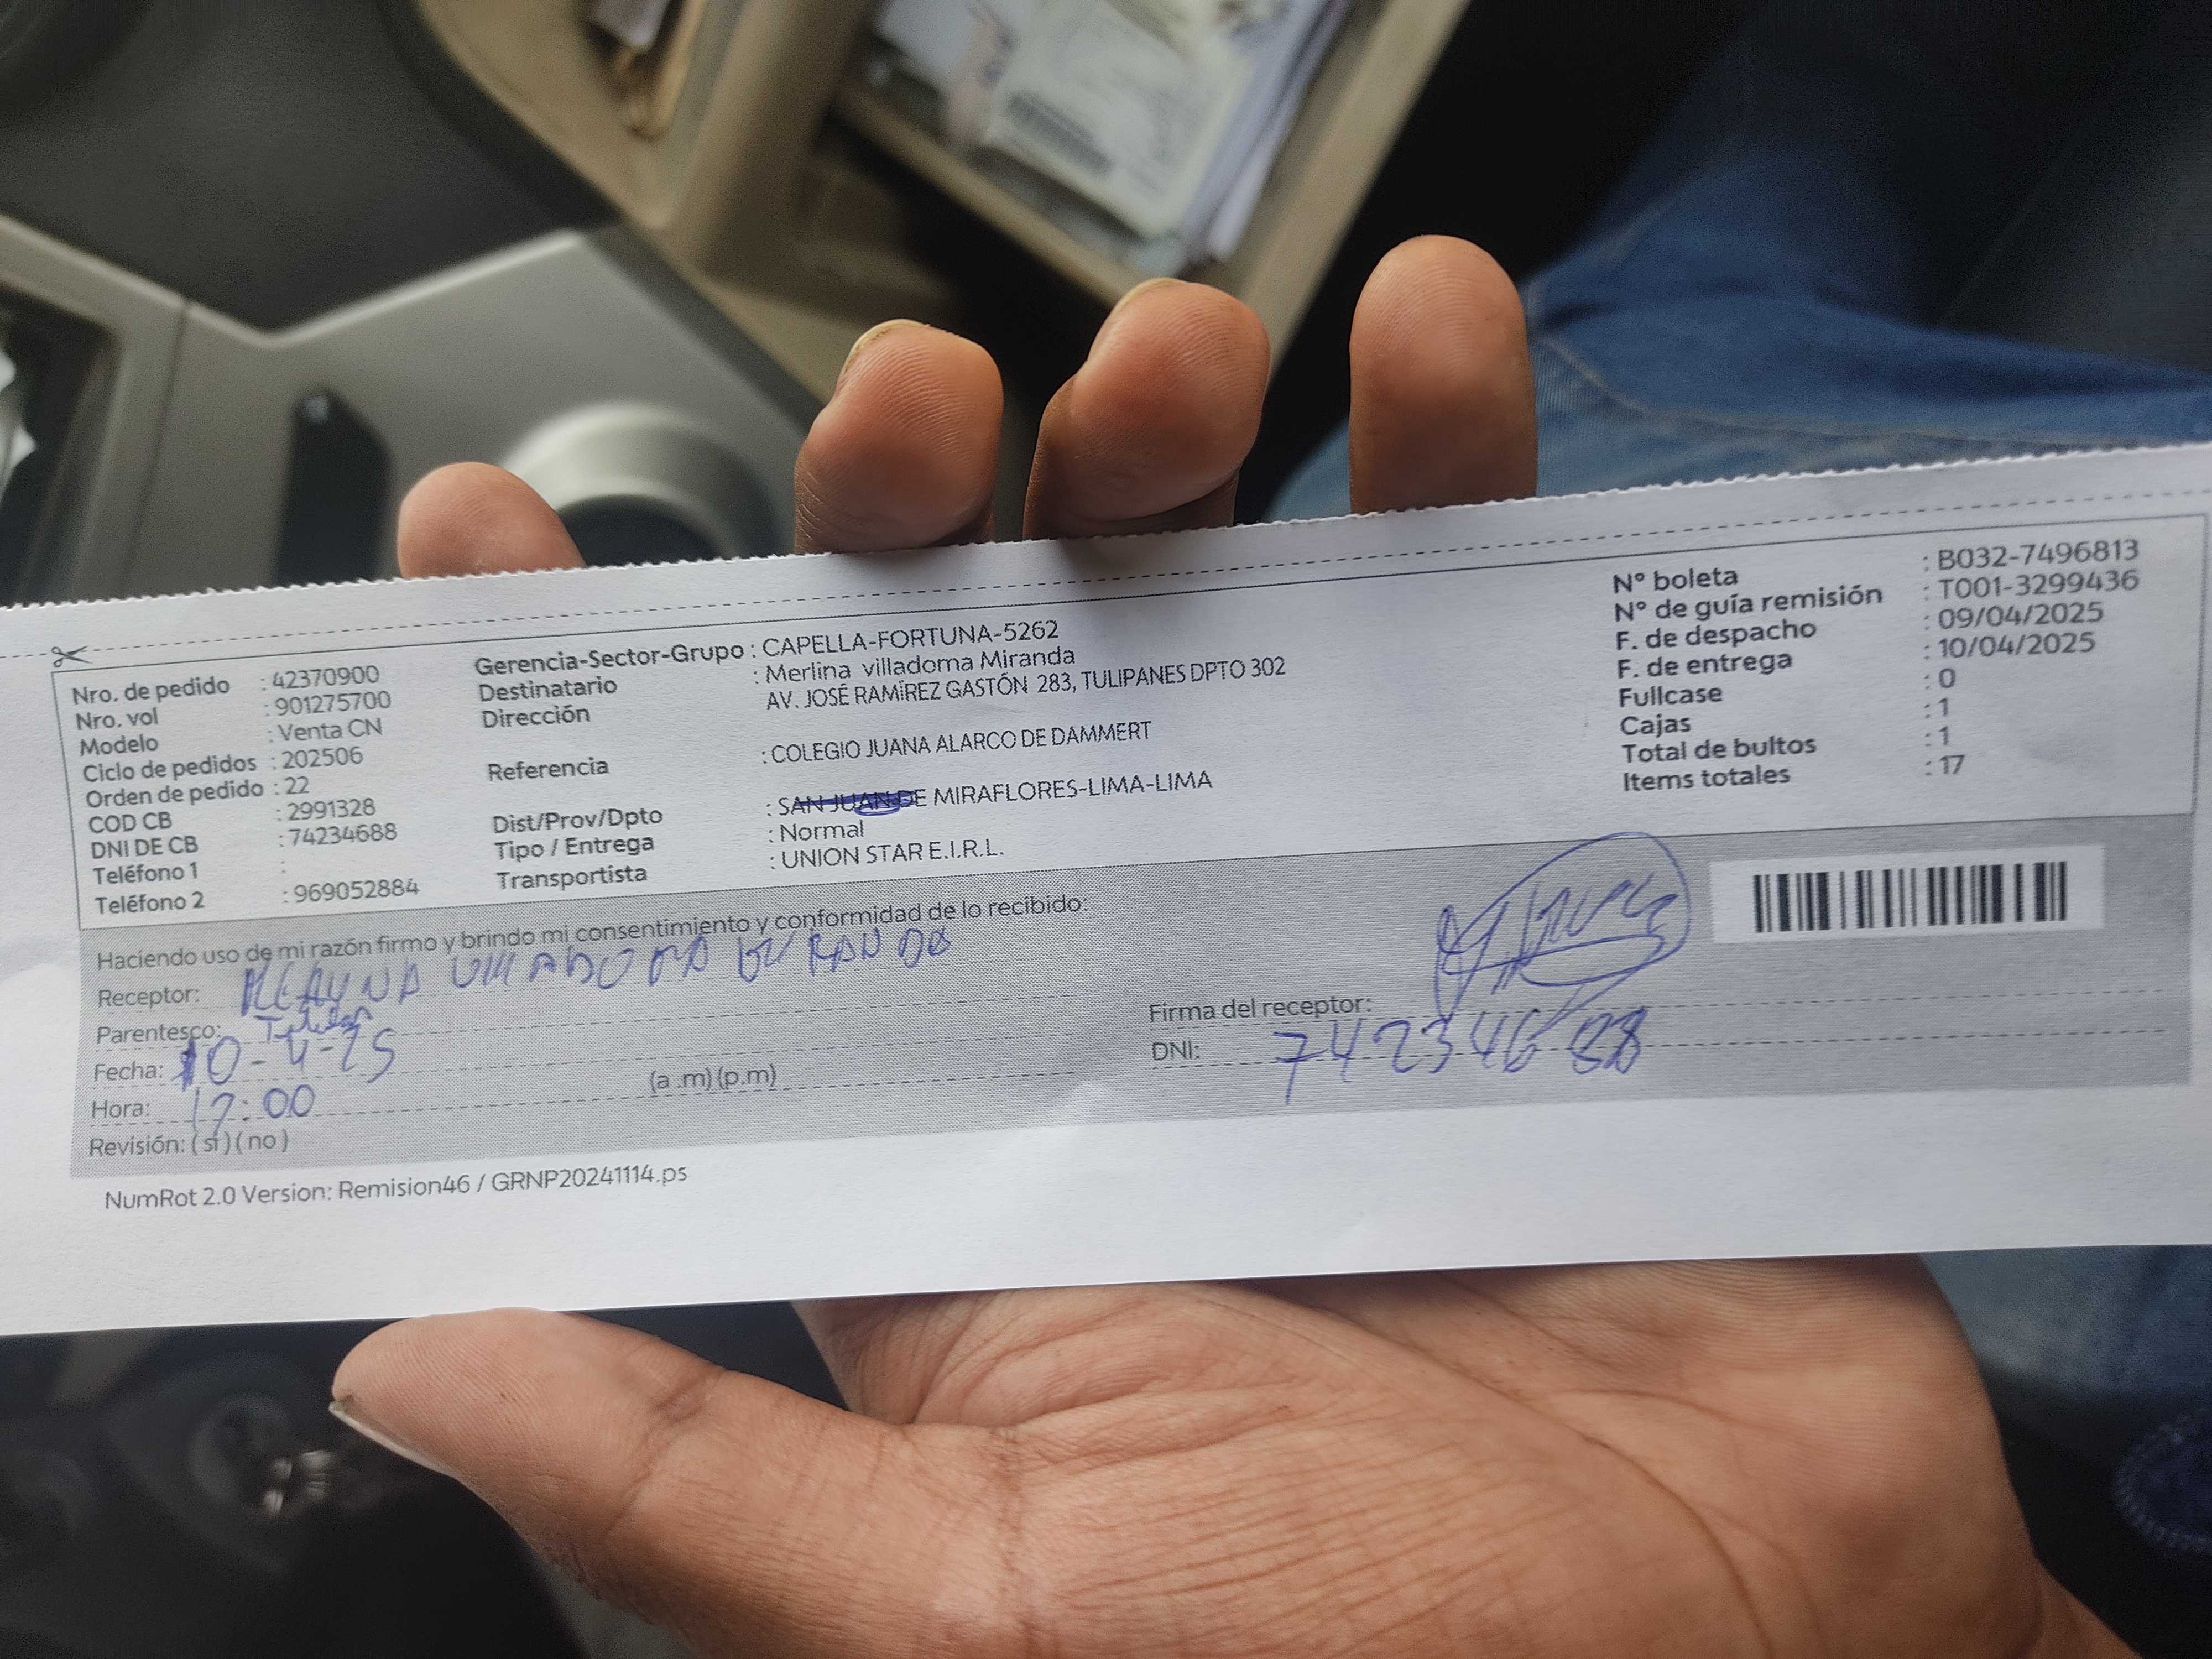 Nro. de pedido : 42370900
Nro. vol : 901275700
Modelo : Venta CN
Ciclo de pedidos : 202506
Orden de pedido : 22
COD CB : 2991328
DNI DE CB : 74234688
Teléfono 1 :
Teléfono 2 : 969052884
Gerencia-Sector-Grupo : CAPELLA-FORTUNA-5262
Destinatario : Merlina villadoma Miranda
Dirección AV. JOSÉ RAMÍREZ GASTÓN 283, TULIPANES DPTO 302
Referencia : COLEGIO JUANA ALARCO DE DAMMERT
Dist/Prov/Dpto : SAN JUAN DE MIRAFLORES-LIMA-LIMA
Tipo / Entrega : Normal
Transportista : UNION STAR E.I.R.L.
N° boleta : B032-7496813
N° de guía remisión : T001-3299436
F. de despacho : 09/04/2025
F. de entrega : 10/04/2025
Fullcase : 0
Cajas : 1
Total de bultos : 1
Items totales : 17
Haciendo uso de mi razón firmo y brindo mi consentimiento y conformidad de lo recibido:
Receptor:
Parentesco:
Fecha: 10-4-25
Hora: 17:00 (a .m) (p.m)
Revisión: ( sí ) ( no )
Firma del receptor:
DNI: 74234688
NumRot 2.0 Version: Remision46 / GRNP20241114.ps